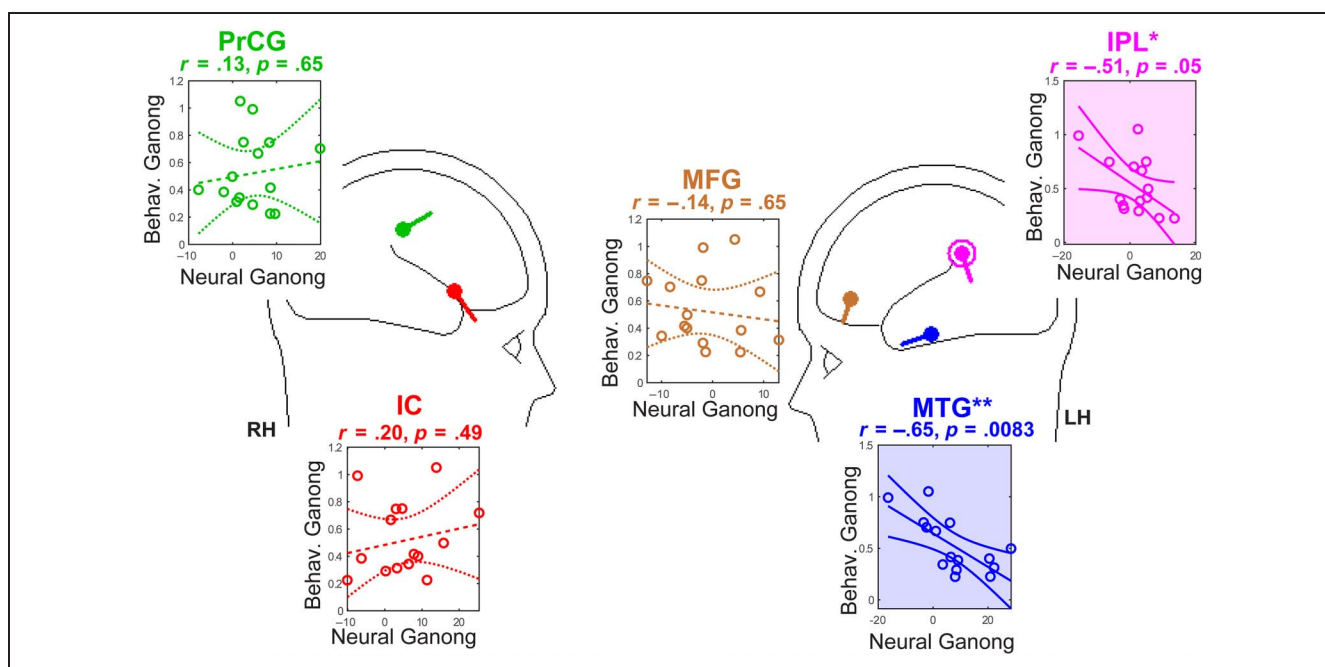 PrCG
r = .13, p = .65
1.2
1
0.8
0.6
0.4
0.2
0
−10
0
10
20
Behav. Ganong
Neural Ganong
IPL*
r = −.51, p = .05
1.5
1
0.5
0
−20
0
20
Behav. Ganong
Neural Ganong
MFG
r = −.14, p = .65
1.2
1
0.8
0.6
0.4
0.2
0
−10
0
10
Behav. Ganong
Neural Ganong
RH
IC
r = .20, p = .49
1.2
1
0.8
0.6
0.4
0.2
0
−10
0
10
20
Behav. Ganong
Neural Ganong
MTG**
r = −.65, p = .0083
LH
1.5
1
0.5
0
-20
0
20
Behav. Ganong
Neural Ganong